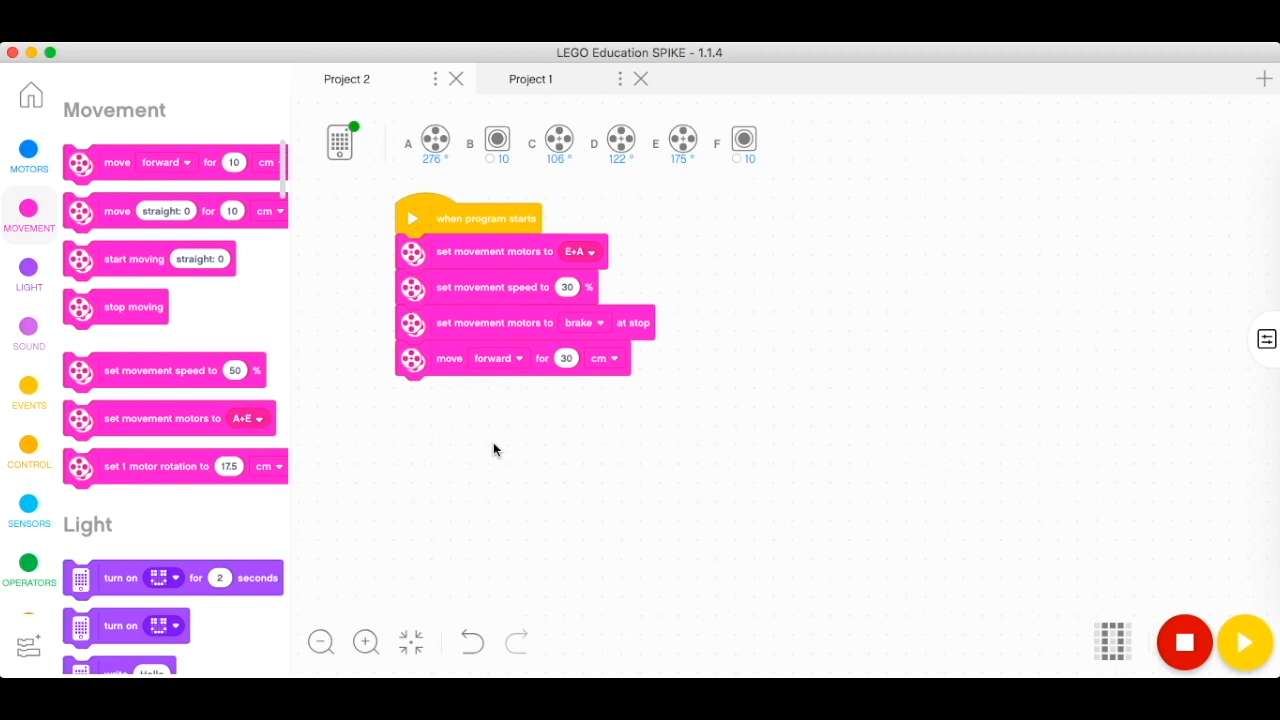 LEGO Education SPIKE - 1.1.4
Project 2
Project 1
A 276 °
B 10
C 106 °
D 122 °
E 175 °
F 10
MOTORS
MOVEMENT
LIGHT
SOUND
EVENTS
CONTROL
SENSORS
OPERATORS
Movement
move forward for 10 cm
move straight: 0 for 10 cm
start moving straight: 0
stop moving
set movement speed to 50 %
set movement motors to A+E
set 1 motor rotation to 17.5 cm
Light
turn on for 2 seconds
turn on
when program starts
set movement motors to E+A
set movement speed to 30 %
set movement motors to brake at stop
move forward for 30 cm